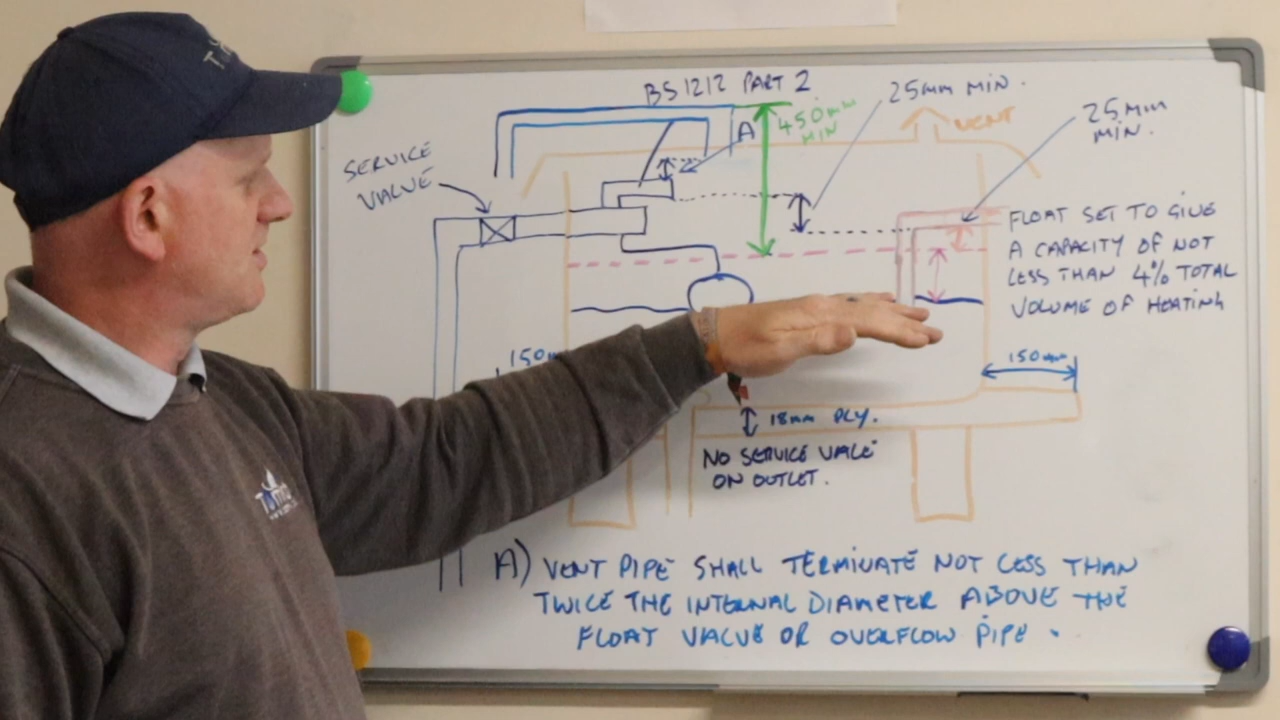 BS 1212 PART 2
SERVICE
VALVE
A
450mm
MIN
25mm MIN.
VENT
25mm
MIN.
FLOAT SET TO GIVE
A CAPACITY OF NOT
LESS THAN 4% TOTAL
VOLUME OF HEATING
150mm
18mm PLY.
NO SERVICE VALE
ON OUTLET.
A) VENT PIPE SHALL TERMINATE NOT LESS THAN
TWICE THE INTERNAL DIAMETER ABOVE THE
FLOAT VALVE OR OVERFLOW PIPE .